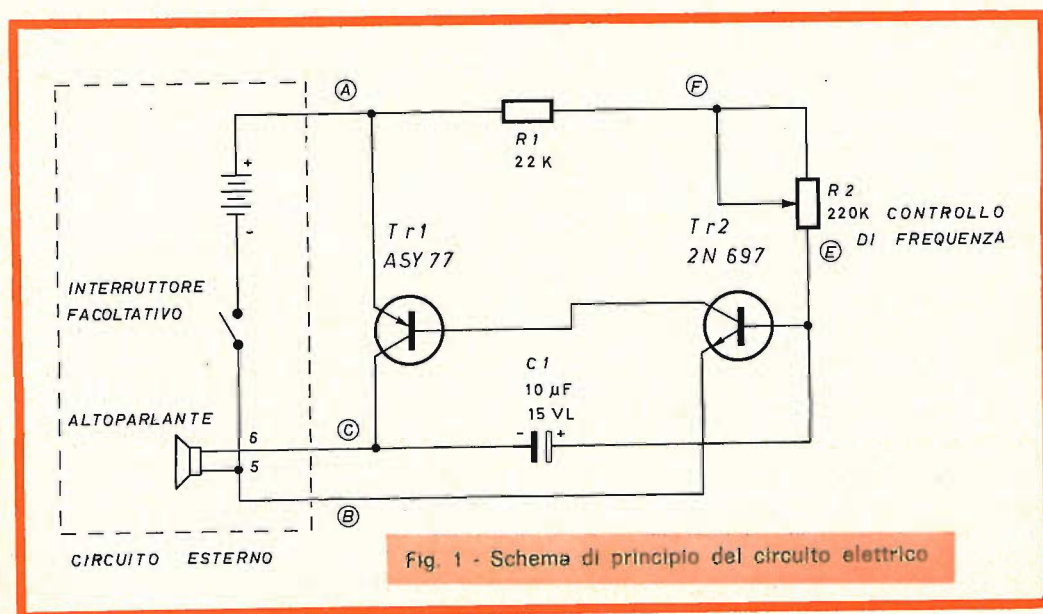 A
F
R1
22 K
R2
220K CONTROLLO
DI FREQUENZA
E
+
-
Tr1
ASY 77
Tr2
2N 697
INTERRUTTORE
FACOLTATIVO
C1
10 µF
15 VL
- +
ALTOPARLANTE
6
5
C
B
CIRCUITO ESTERNO
Fig. 1 - Schema di principio del circuito elettrico